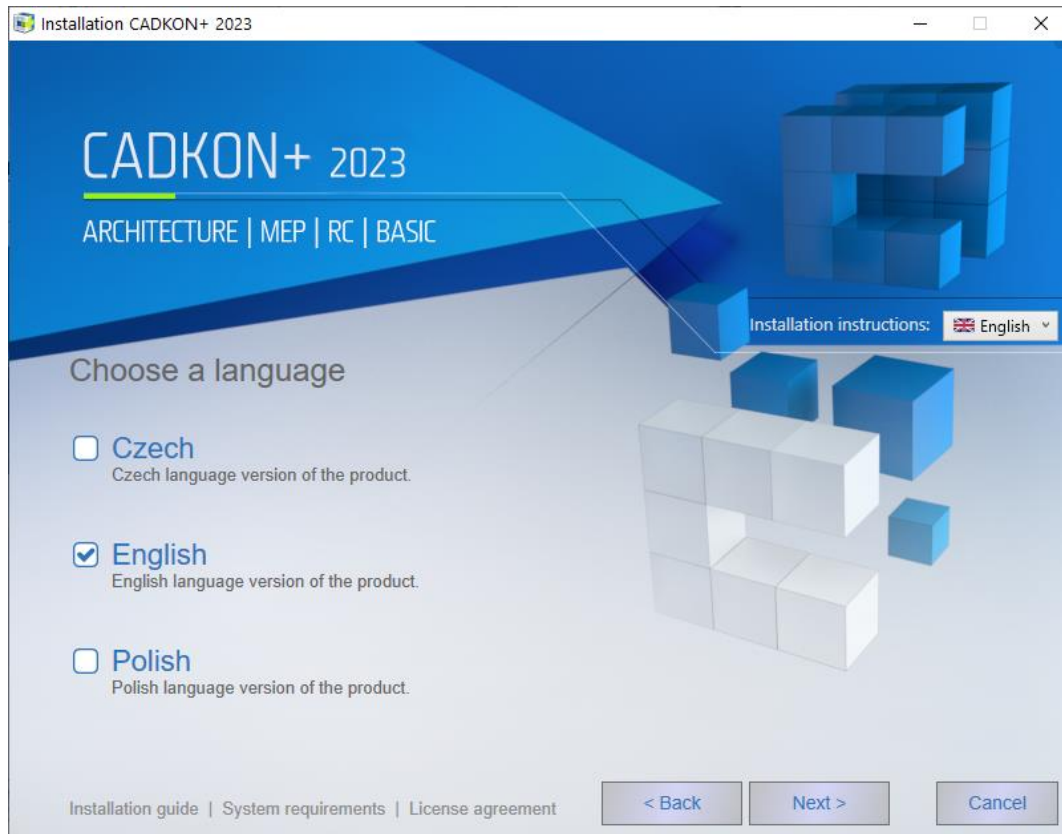 Installation CADKON+ 2023
CADKON+ 2023
ARCHITECTURE | MEP | RC | BASIC
Installation instructions: English
Choose a language
Czech
Czech language version of the product.
English
English language version of the product.
Polish
Polish language version of the product.
Installation guide | System requirements | License agreement
< Back
Next >
Cancel